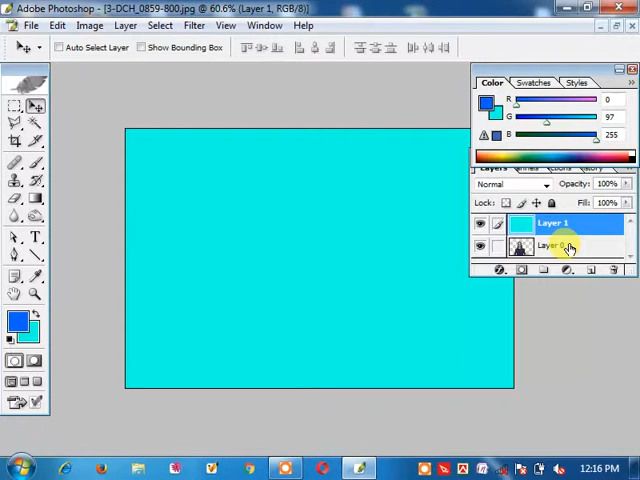 Adobe Photoshop - [3-DCH_0859-800.jpg @ 60.6% (Layer 1, RGB/8)]
File Edit Image Layer Select Filter View Window Help
Auto Select Layer Show Bounding Box
Color Swatches Styles
R 0
G 97
B 255
Layers
Normal Opacity: 100%
Lock: Fill: 100%
Layer 1
Layer 0
12:16 PM